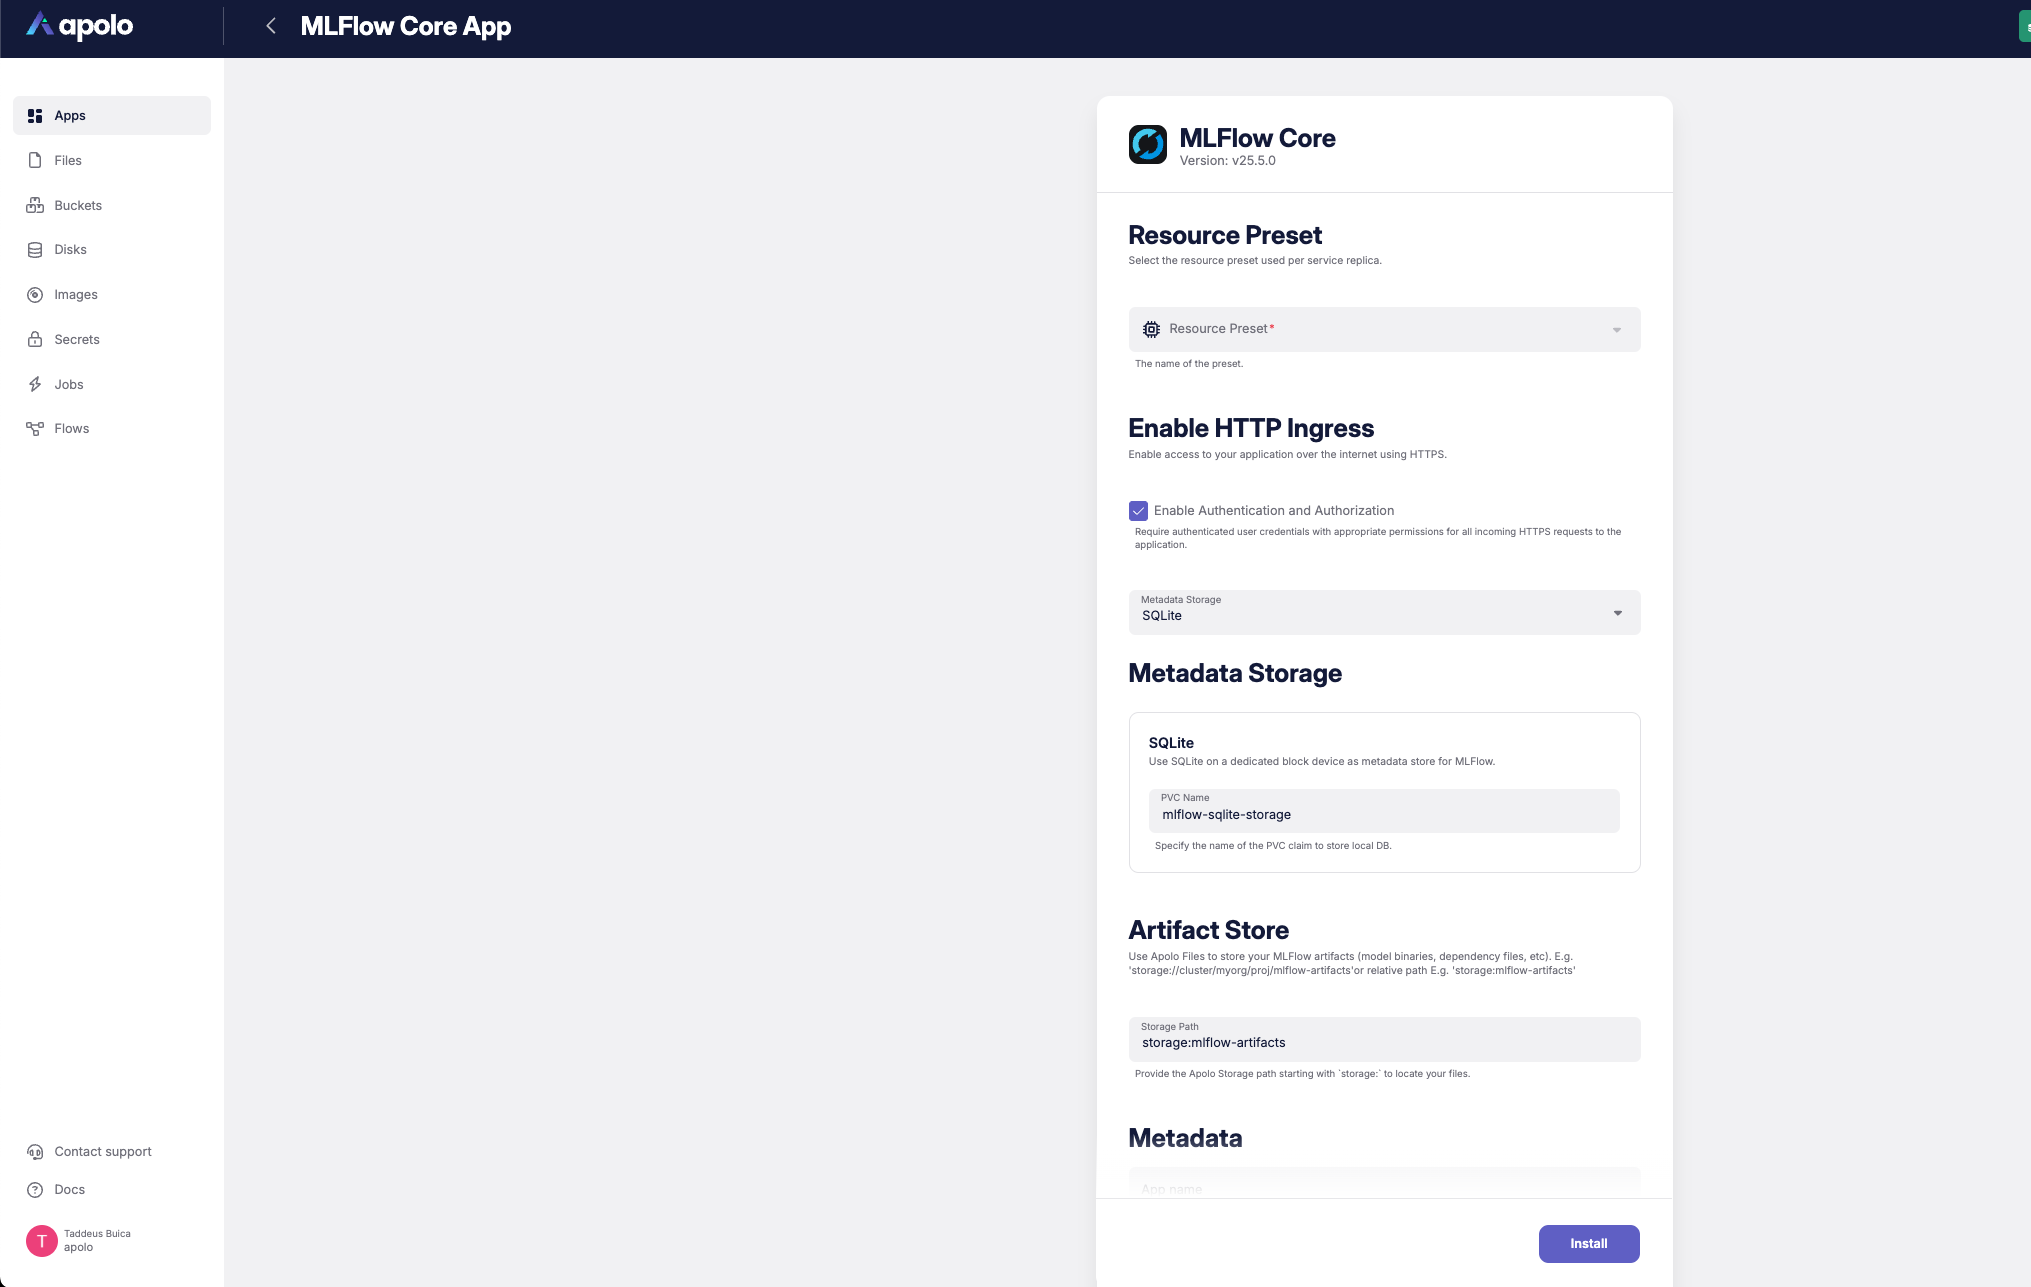 apolo
MLFlow Core App
Apps
Files
Buckets
Disks
Images
Secrets
Jobs
Flows
Contact support
Docs
T
Taddeus Buica
apolo
MLFlow Core
Version: v25.5.0
Resource Preset
Select the resource preset used per service replica.
Resource Preset*
The name of the preset.
Enable HTTP Ingress
Enable access to your application over the internet using HTTPS.
Enable Authentication and Authorization
Require authenticated user credentials with appropriate permissions for all incoming HTTPS requests to the
application.
Metadata Storage
SQLite
Metadata Storage
SQLite
Use SQLite on a dedicated block device as metadata store for MLFlow.
PVC Name
mlflow-sqlite-storage
Specify the name of the PVC claim to store local DB.
Artifact Store
Use Apolo Files to store your MLFlow artifacts (model binaries, dependency files, etc). E.g.
'storage://cluster/myorg/proj/mlflow-artifacts'or relative path E.g. 'storage:mlflow-artifacts'
Storage Path
storage:mlflow-artifacts
Provide the Apolo Storage path starting with `storage:` to locate your files.
Metadata
App name
Install